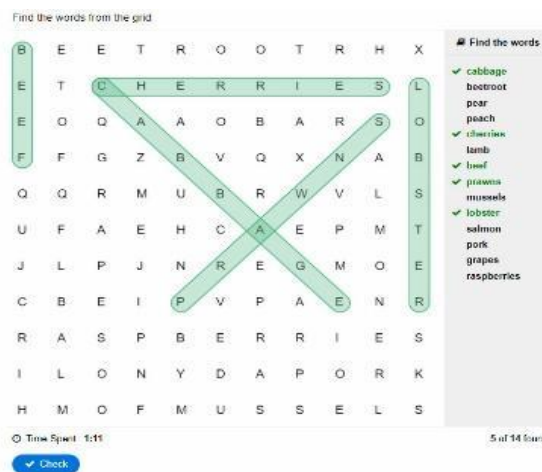 Find the words from the grid
B E E T R O O T R H X
E T C H E R R I E S L
E O Q A A O B A R S O
F F G Z B V Q X N A B
Q Q R M U B R W V L S
U F A E H C A E P M T
J L P J N R E G M O E
C B E I P V P A E N R
R A S P B E R R I E S
I L O N Y D A P O R K
H M O F M U S S E L S
Find the words
cabbage
beetroot
pear
peach
cherries
lamb
beef
prawns
mussels
lobster
salmon
pork
grapes
raspberries
Time Spent 1:11
5 of 14 foun
Check